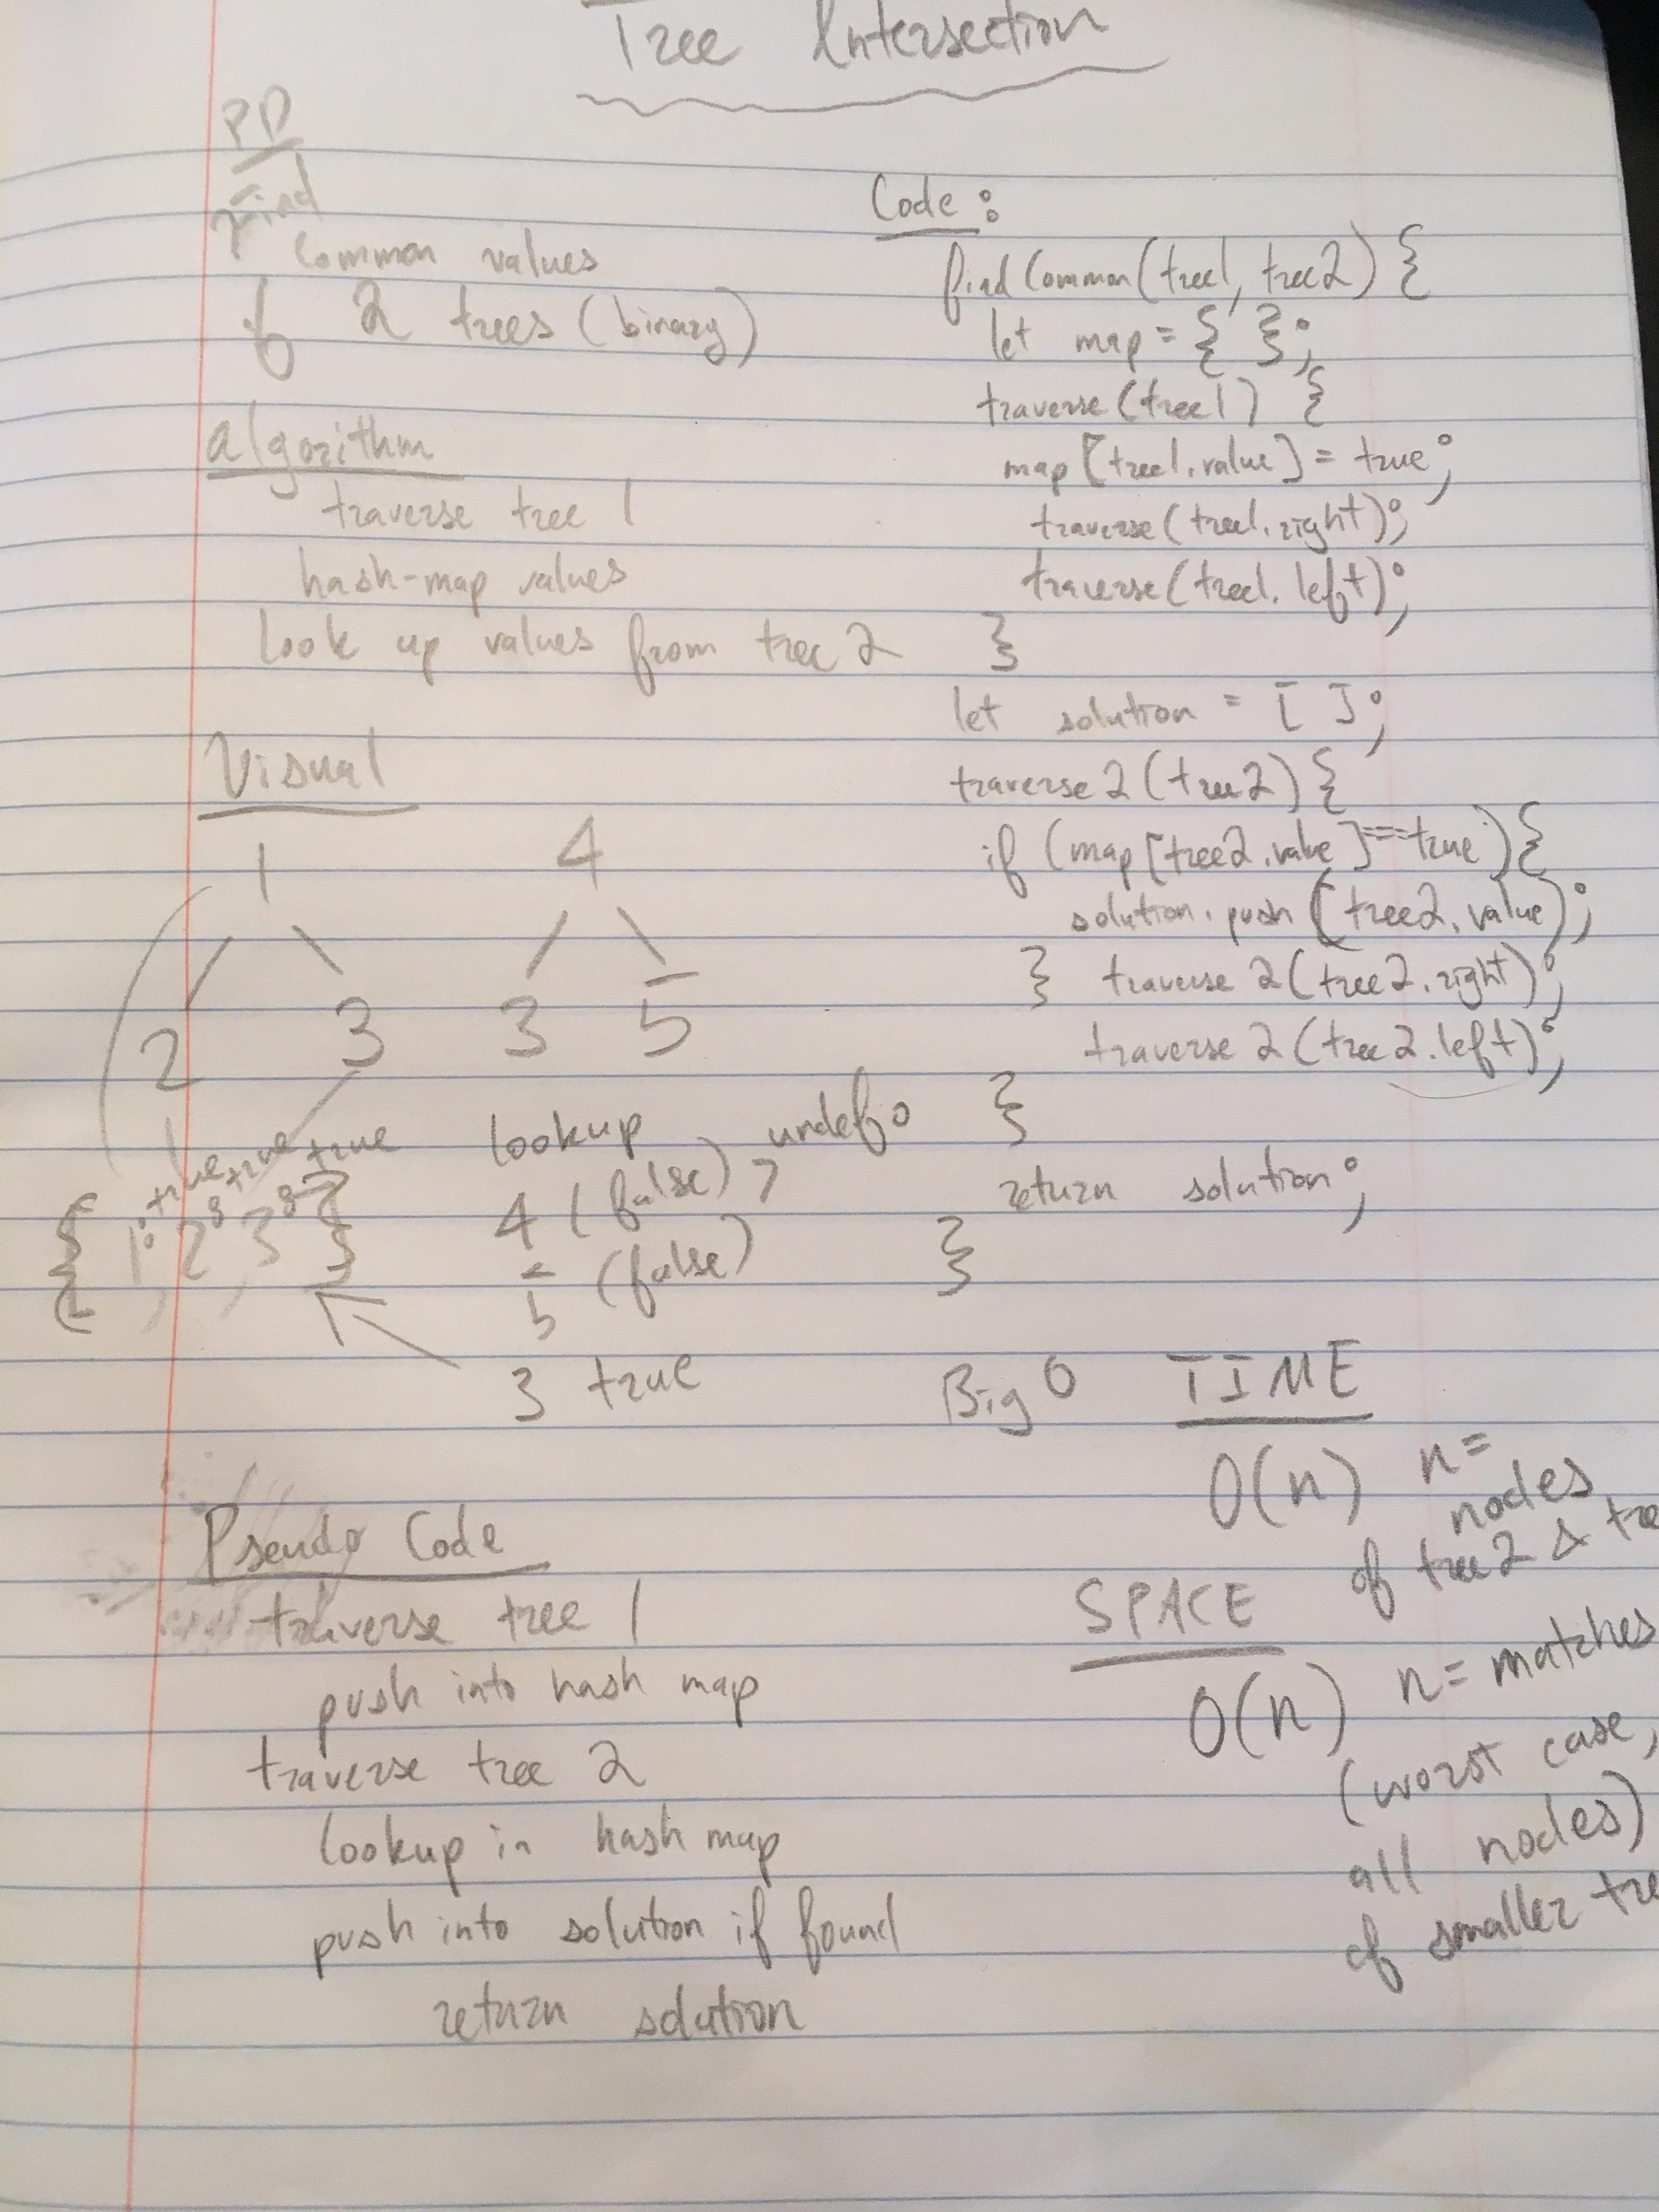 Tree Intersection
PD
Find
Common values
of 2 trees (binary)
algorithm
traverse tree 1
hash-map values
look up values from tree 2
Visual
1
2 3
4
3 5
{ 1:true, 2:true, 3:true }
lookup
4 (false), undef.
5 (false)
3 true
Pseudo Code
traverse tree 1
push into hash map
traverse tree 2
lookup in hash map
push into solution if found
return solution
Code:
findCommon(tree1, tree2) {
let map = { };
traverse(tree1) {
map[tree1.value] = true;
traverse(tree1.right);
traverse(tree1.left);
}
let solution = [ ];
traverse2(tree2) {
if (map[tree2.value]===true) {
solution.push(tree2.value);
} traverse2(tree2.right);
traverse2(tree2.left);
}
return solution;
}
Big O TIME
O(n) n=
nodes
of tree2 & tre
SPACE
O(n) n= matches
(worst case,
all nodes)
of smaller tre